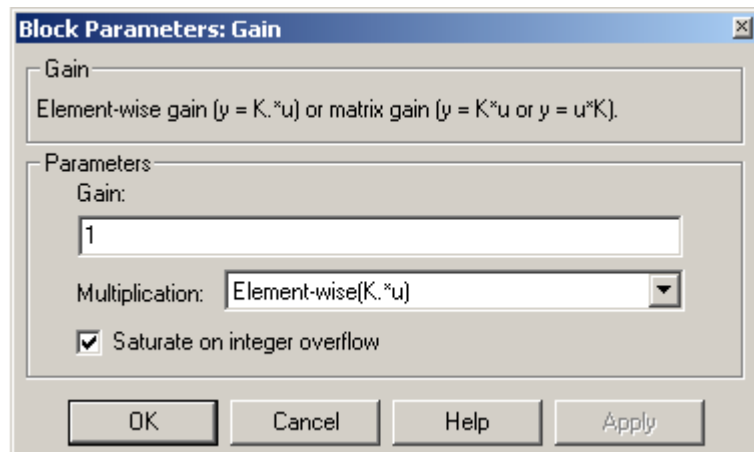 Block Parameters: Gain
Gain
Element-wise gain (y = K.*u) or matrix gain (y = K*u or y = u*K).
Parameters
Gain:
1
Multiplication: Element-wise(K.*u)
Saturate on integer overflow
OK Cancel Help Apply